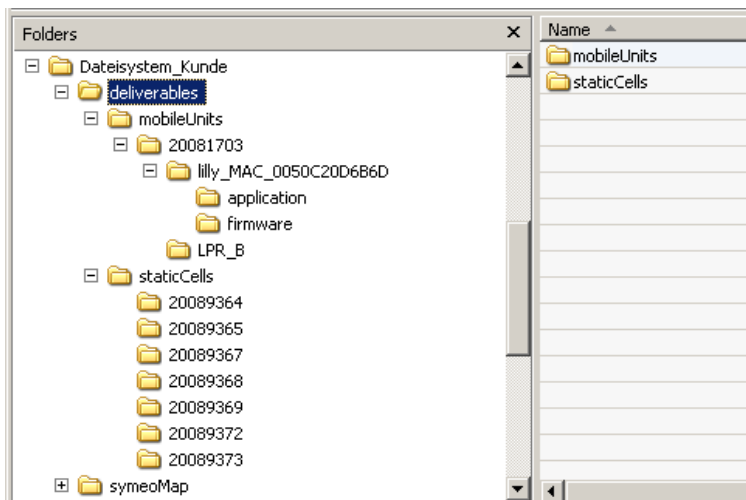 Folders
Dateisystem_Kunde
deliverables
mobileUnits
20081703
lilly_MAC_0050C20D6B6D
application
firmware
LPR_B
staticCells
20089364
20089365
20089367
20089368
20089369
20089372
20089373
symeoMap
Name
mobileUnits
staticCells